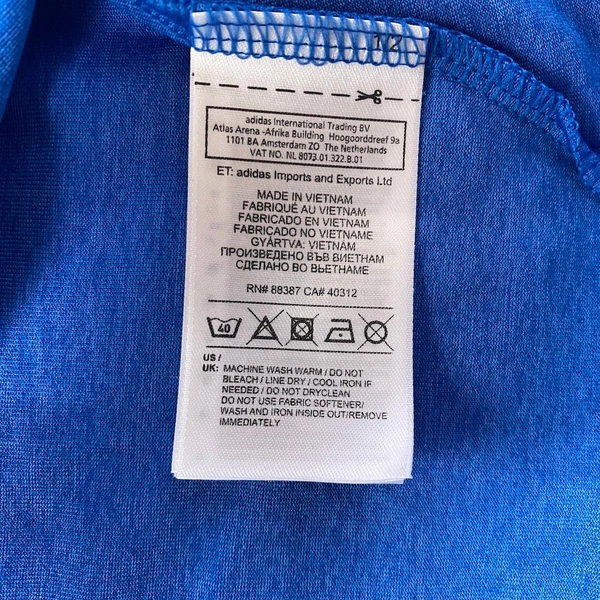 12
adidas International Trading BV
Atlas Arena -Afrika Building Hoogoorddreef 9a
1101 BA Amsterdam ZO The Netherlands
VAT NO. NL 8073.01.322.B.01
ET: adidas Imports and Exports Ltd
MADE IN VIETNAM
FABRIQUÉ AU VIETNAM
FABRICADO EN VIETNAM
FABRICADO NO VIETNAME
GYÁRTVA: VIETNAM
ПРОИЗВЕДЕНО ВЪВ ВИЕТНАМ
СДЕЛАНО ВО ВЬЕТНАМЕ
RN# 88387 CA# 40312
40
US /
UK: MACHINE WASH WARM / DO NOT
BLEACH / LINE DRY / COOL IRON IF
NEEDED / DO NOT DRYCLEAN
DO NOT USE FABRIC SOFTENER/
WASH AND IRON INSIDE OUT/REMOVE
IMMEDIATELY